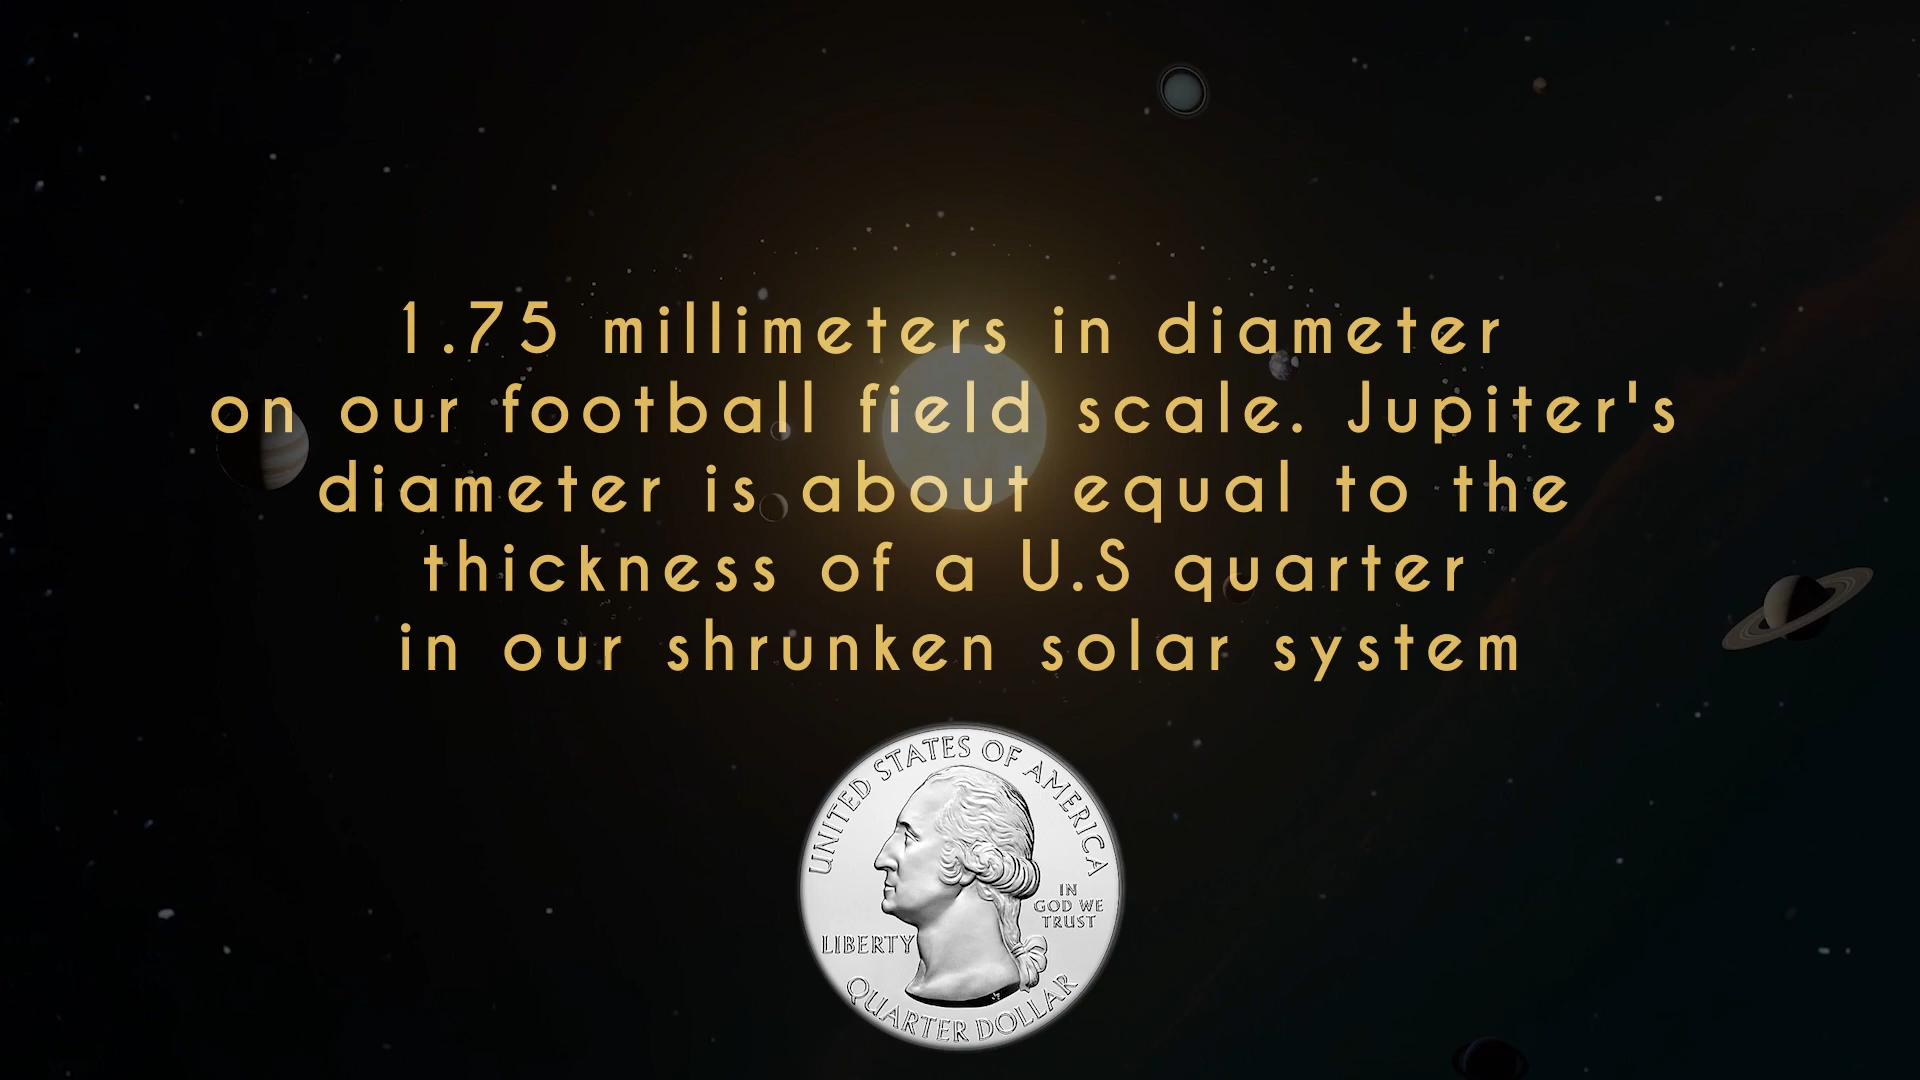 1.75 millimeters in diameter
on our football field scale. Jupiter's
diameter is about equal to the
thickness of a U.S quarter
in our shrunken solar system
UNITED STATES OF AMERICA
IN
GOD WE
TRUST
LIBERTY
QUARTER DOLLAR